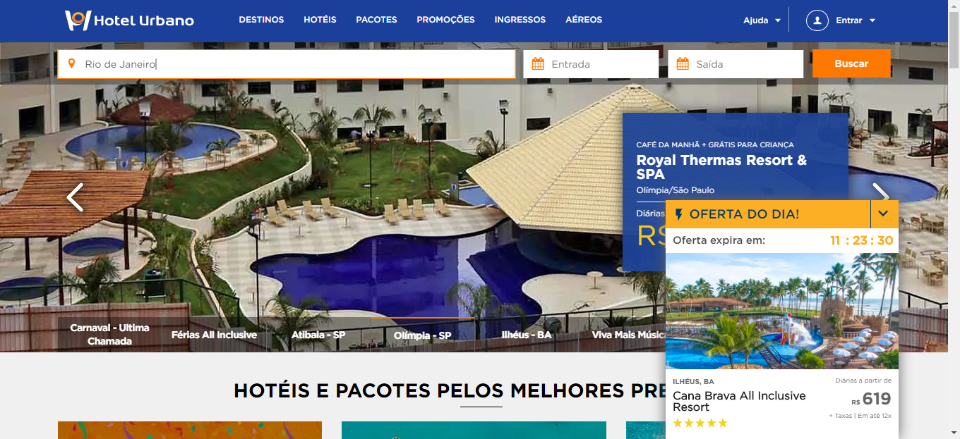 Hotel Urbano
DESTINOS HOTÉIS PACOTES PROMOÇÕES INGRESSOS AÉREOS
Ajuda Entrar
Rio de Janeiro
Entrada
Saída
Buscar
CAFÉ DA MANHÃ + GRÁTIS PARA CRIANÇA
Royal Thermas Resort &
SPA
Olímpia/São Paulo
Diárias
R$
OFERTA DO DIA!
Oferta expira em: 11 : 23 : 30
ILHÉUS, BA
Cana Brava All Inclusive
Resort
Diárias a partir de
R$ 619
+ Taxas | Em até 12x
Carnaval - Ultima
Chamada
Férias All Inclusive
Atibaia - SP
Olímpia - SP
Ilhéus - BA
Viva Mais Músic
HOTÉIS E PACOTES PELOS MELHORES PRE